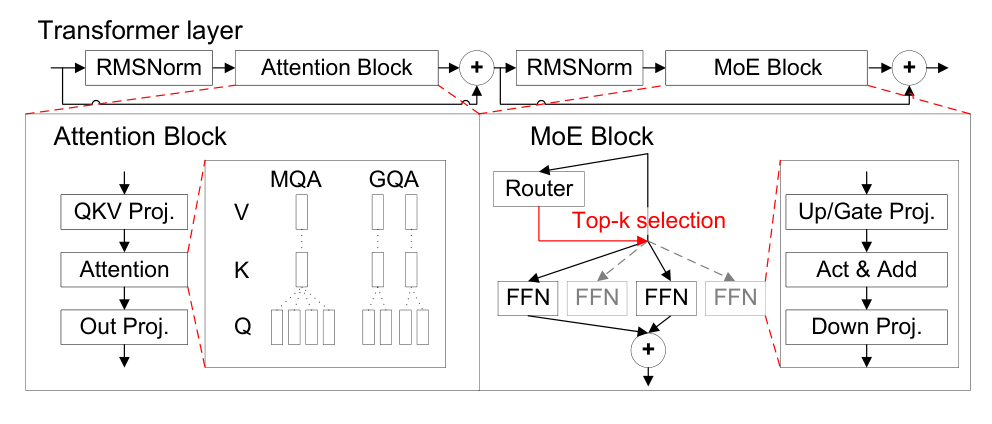 Transformer layer
RMSNorm
Attention Block
+
RMSNorm
MoE Block
+
Attention Block
QKV Proj.
Attention
Out Proj.
MQA GQA
V
K
Q
MoE Block
Router
Top-k selection
FFN FFN FFN FFN
+
Up/Gate Proj.
Act & Add
Down Proj.